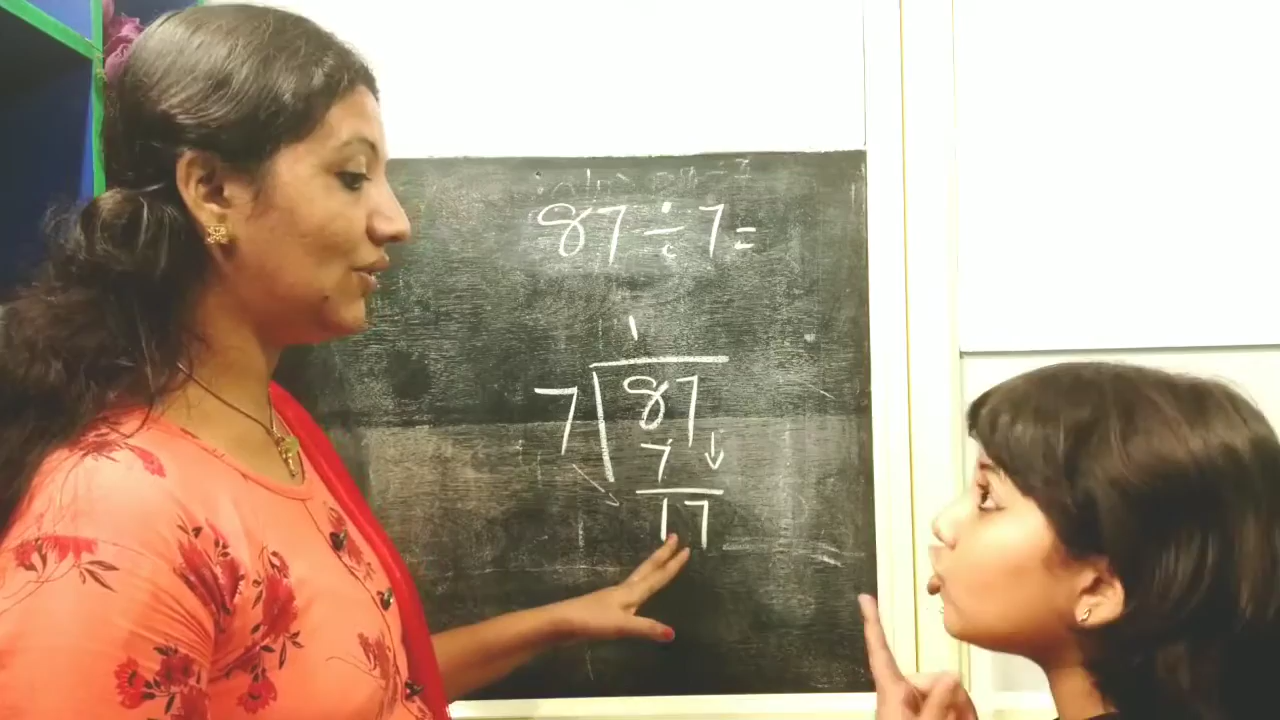 87 ÷ 7 =
1
7 87
7 ↓
17